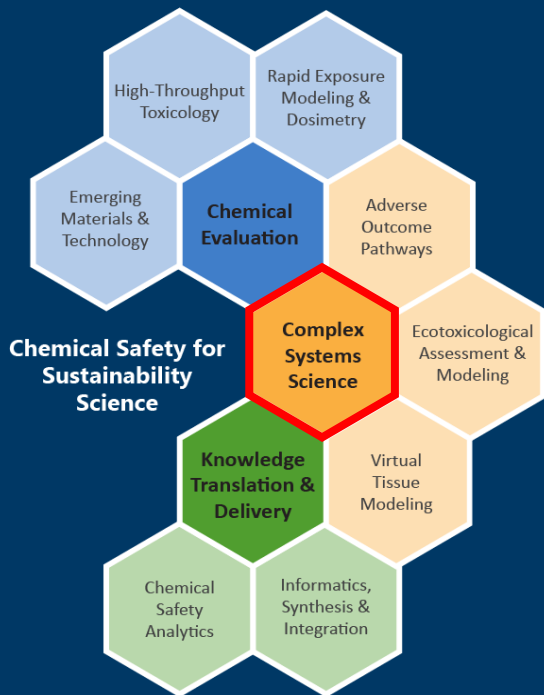 High-Throughput
Toxicology
Rapid Exposure
Modeling &
Dosimetry
Emerging
Materials &
Technology
Chemical
Evaluation
Adverse
Outcome
Pathways
Chemical Safety for
Sustainability
Science
Complex
Systems
Science
Ecotoxicological
Assessment &
Modeling
Knowledge
Translation &
Delivery
Virtual
Tissue
Modeling
Chemical
Safety
Analytics
Informatics,
Synthesis &
Integration